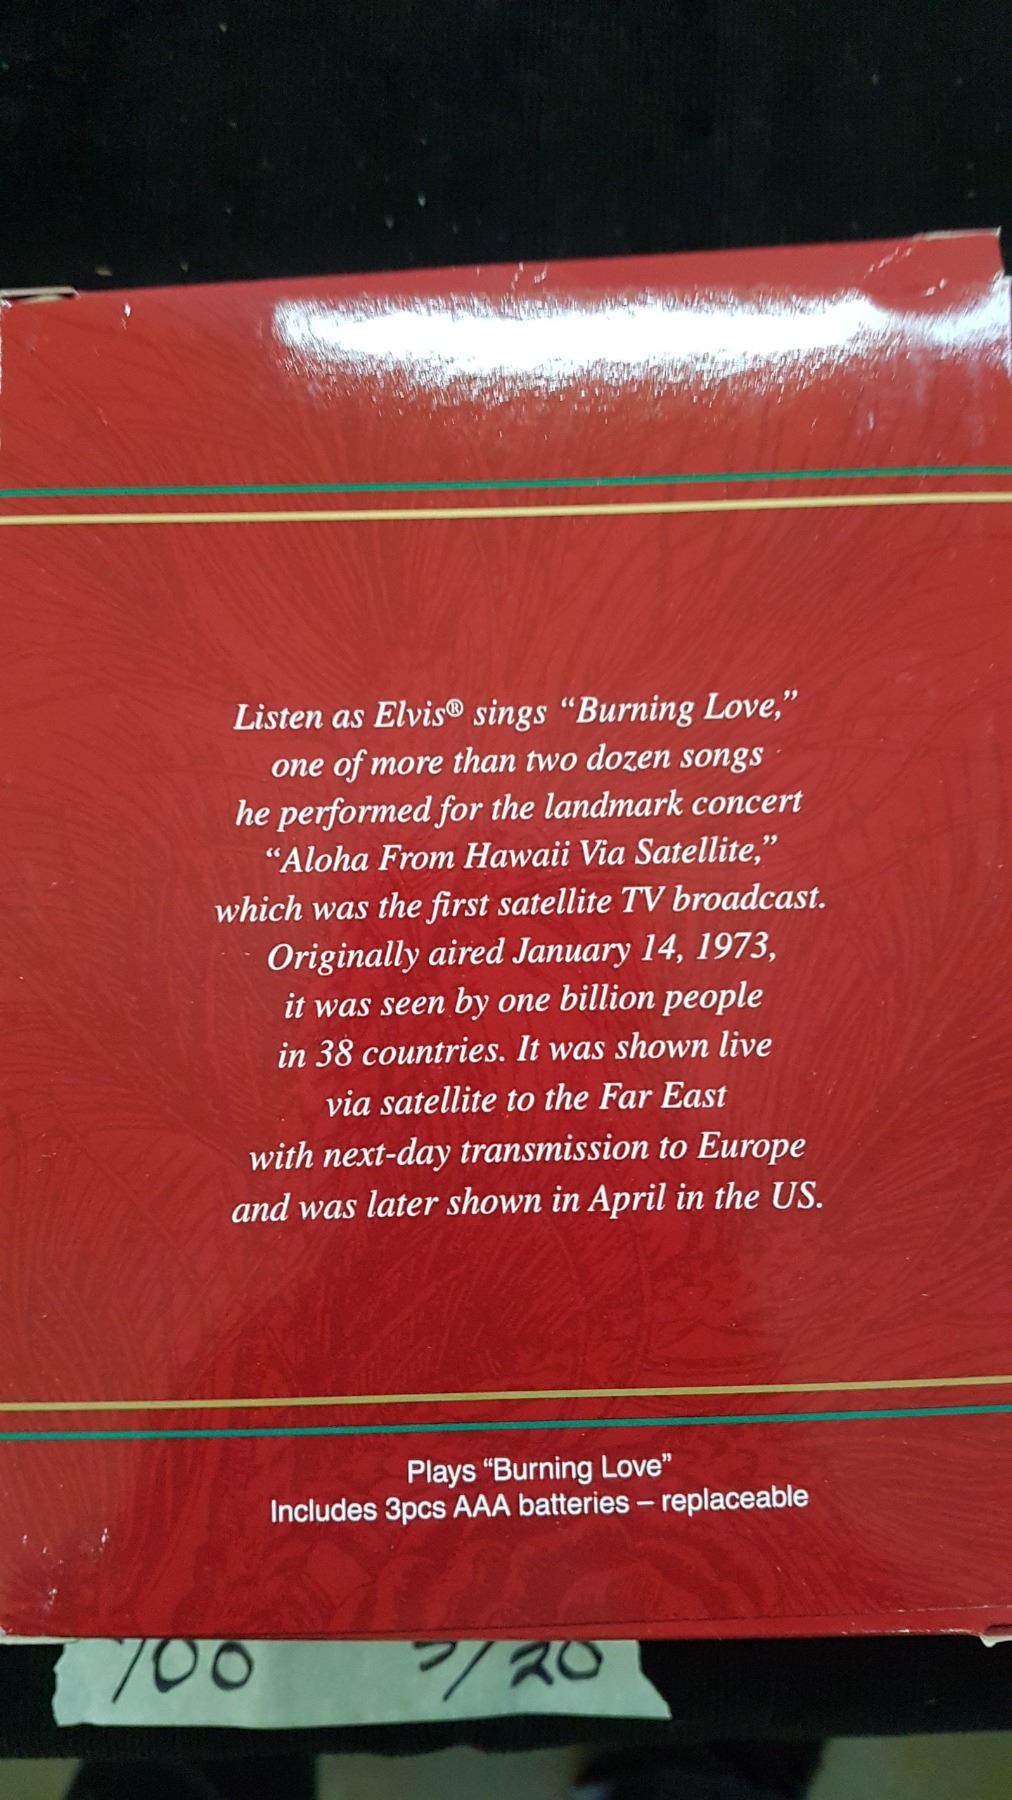 Listen as Elvis® sings “Burning Love,”
one of more than two dozen songs
he performed for the landmark concert
“Aloha From Hawaii Via Satellite,”
which was the first satellite TV broadcast.
Originally aired January 14, 1973,
it was seen by one billion people
in 38 countries. It was shown live
via satellite to the Far East
with next-day transmission to Europe
and was later shown in April in the US.
Plays “Burning Love”
Includes 3pcs AAA batteries – replaceable